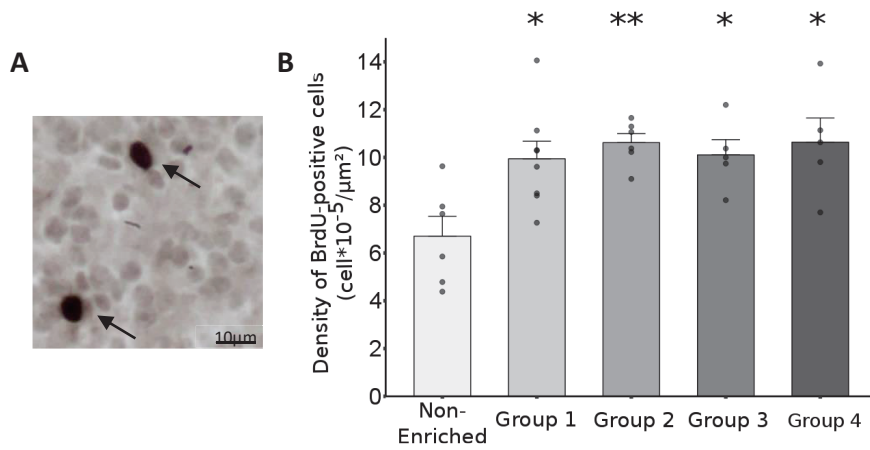 A
10µm
B
Density of BrdU-positive cells
(cell*10⁻⁵/µm²)
14
12
10
8
6
4
2
0
* ** * *
Non-
Enriched
Group 1 Group 2 Group 3 Group 4